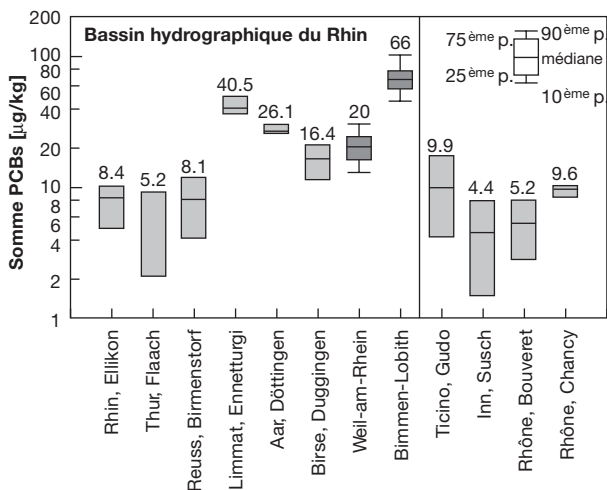 Somme PCBs [µg/kg]
200
100
80
60
40
20
10
8
6
4
2
1
Bassin hydrographique du Rhin
8.4
5.2
8.1
40.5
26.1
16.4
20
66
75ème p.
25ème p.
90ème p.
médiane
10ème p.
9.9
4.4
5.2
9.6
Rhin, Ellikon
Thur, Flaach
Reuss, Birmenstorf
Limmat, Ennetturgi
Aar, Döttingen
Birse, Duggingen
Weil-am-Rhein
Bimmen-Lobith
Ticino, Gudo
Inn, Susch
Rhône, Bouveret
Rhône, Chancy